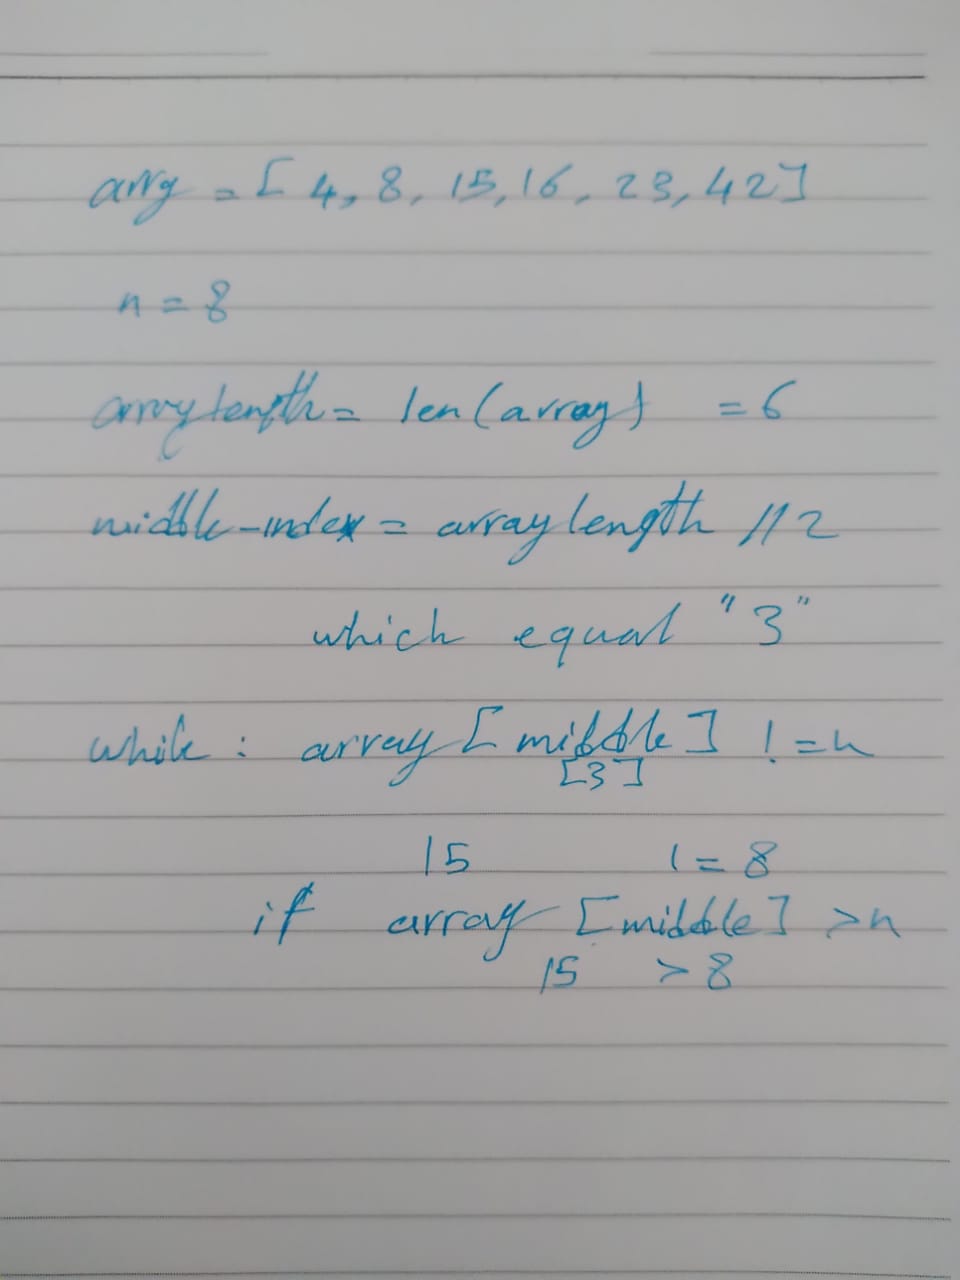 array = [ 4, 8, 15, 16, 23, 42 ]
n = 8
arraylength = len (array) = 6
middle-index = arraylength //2
which equal "3"
while : array [ middle ] ! = n
[3]
15 ! = 8
if array [middle] > n
15 > 8